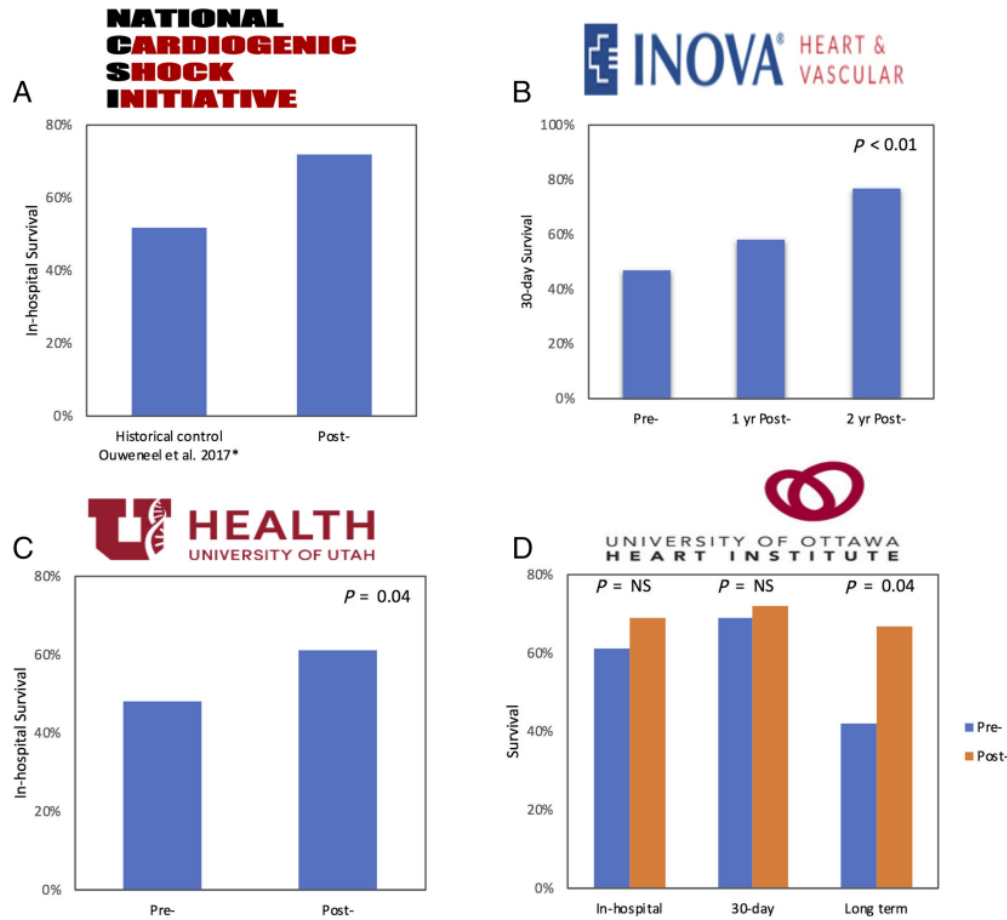 NATIONAL
CARDIOGENIC
SHOCK
INITIATIVE
A
80%
60%
40%
20%
0%
In-hospital Survival
Historical control
Ouweneel et al. 2017*
Post-
INOVA® HEART &
VASCULAR
B
100%
80%
60%
40%
20%
0%
30-day Survival
P < 0.01
Pre-
1 yr Post-
2 yr Post-
U HEALTH
UNIVERSITY OF UTAH
C
80%
60%
40%
20%
0%
In-hospital Survival
P = 0.04
Pre-
Post-
UNIVERSITY OF OTTAWA
HEART INSTITUTE
D
80%
60%
40%
20%
0%
Survival
P = NS
P = NS
P = 0.04
In-hospital
30-day
Long term
Pre-
Post-